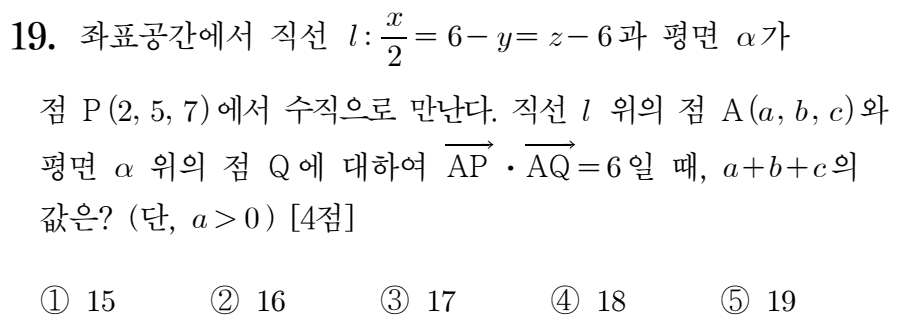 19. 좌표공간에서 직선 l : x/2 = 6 − y = z − 6 과 평면 α가
점 P(2, 5, 7)에서 수직으로 만난다. 직선 l 위의 점 A(a, b, c)와
평면 α 위의 점 Q에 대하여 \overrightarrow{AP} · \overrightarrow{AQ} = 6일 때, a+b+c의
값은? (단, a > 0) [4점]
① 15 ② 16 ③ 17 ④ 18 ⑤ 19